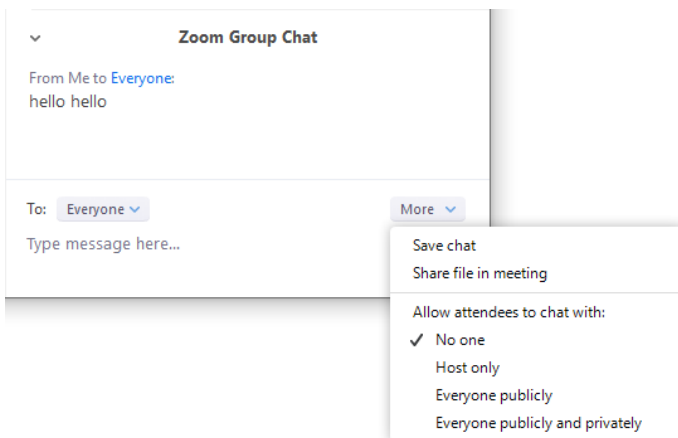 Zoom Group Chat
From Me to Everyone:
hello hello
To: Everyone
More
Type message here...
Save chat
Share file in meeting
Allow attendees to chat with:
No one
Host only
Everyone publicly
Everyone publicly and privately